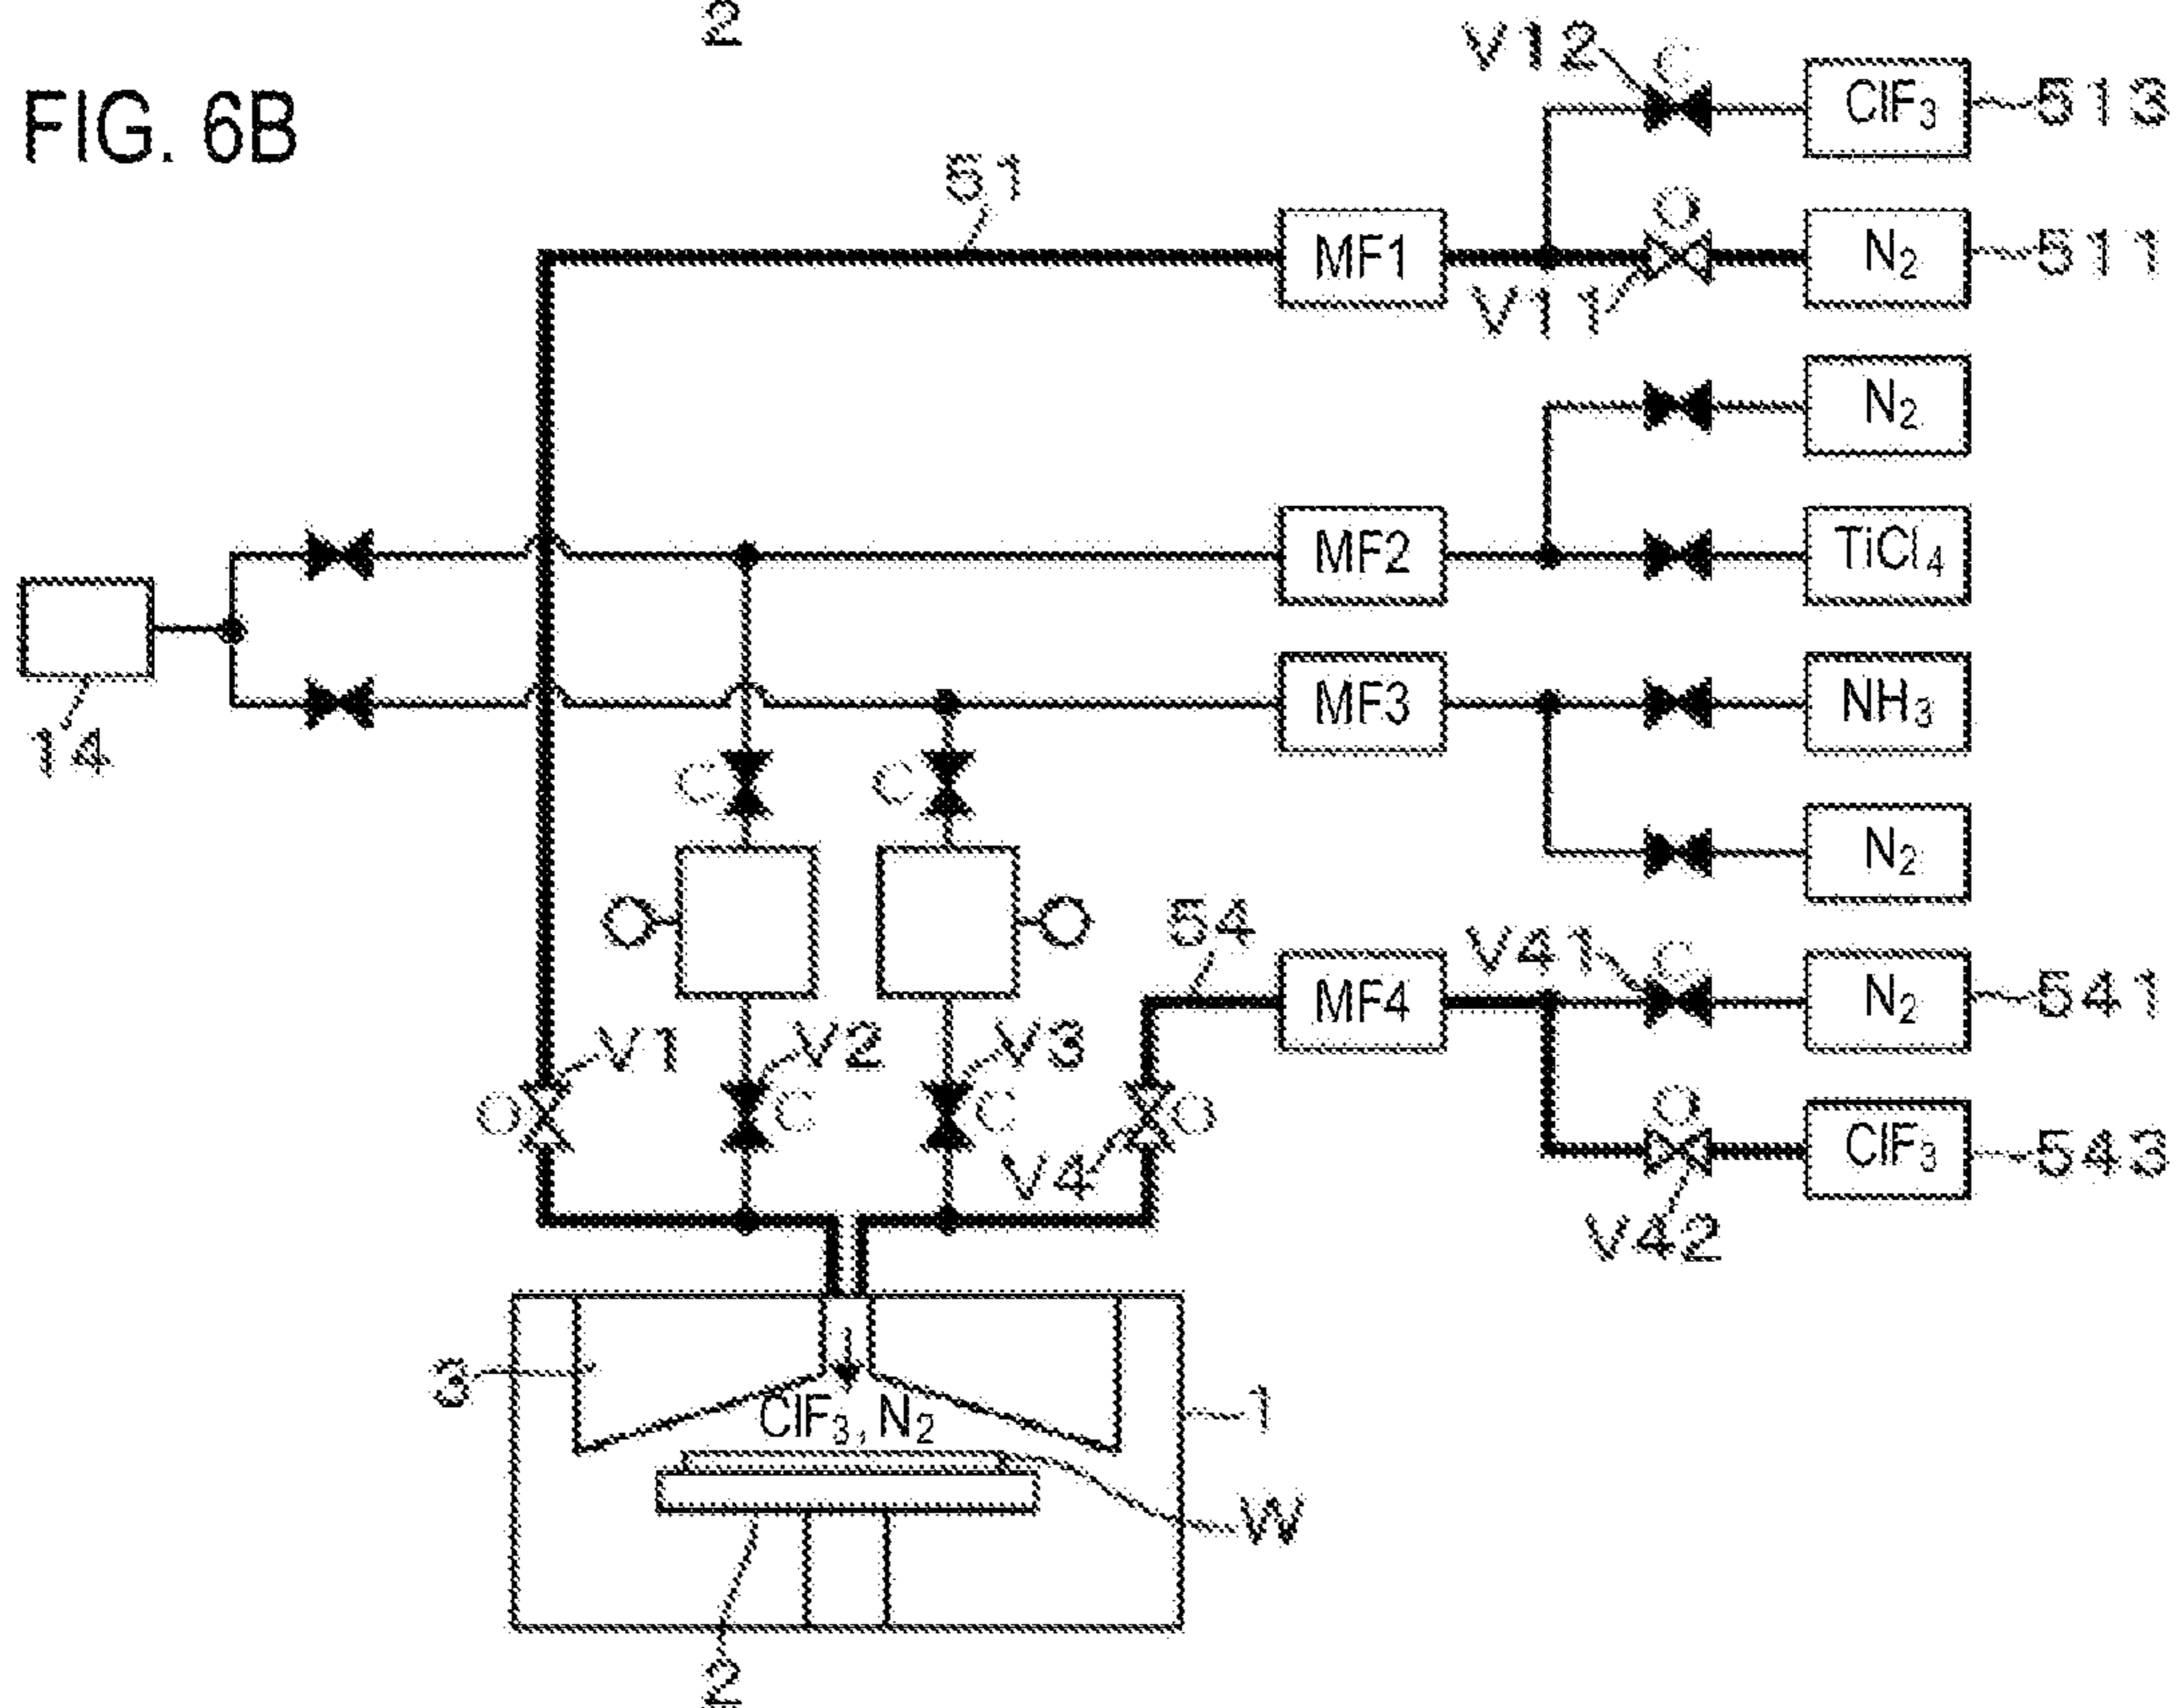 2
FIG. 6B
V12
C
ClF3
513
51
O
MF1
N2
511
V11
N2
MF2
TiCl4
14
MF3
NH3
C
C
N2
54
V41
C
MF4
N2
541
V1
V2
V3
O
C
C
O
O
ClF3
543
V4
V42
3
ClF3, N2
1
W
2